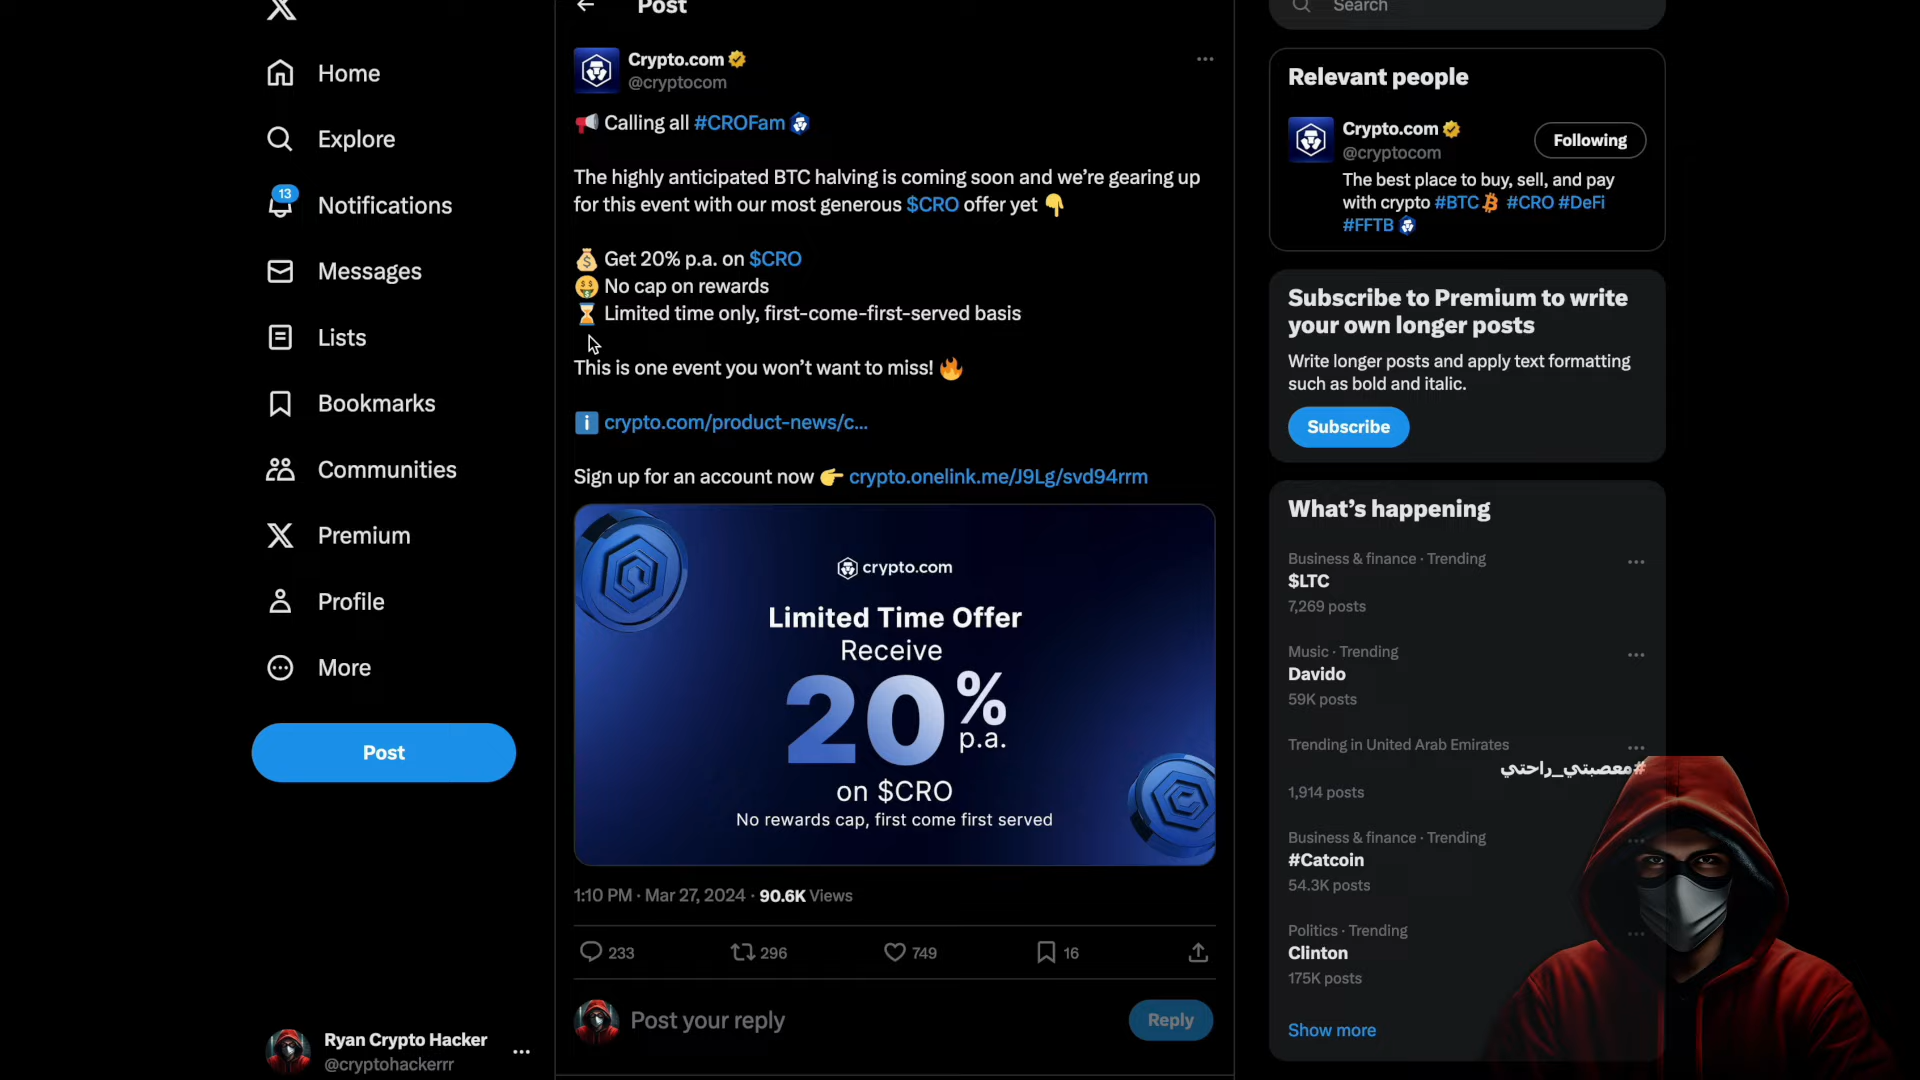 Home
Explore
13
Notifications
Messages
Lists
Bookmarks
Communities
Premium
Profile
More
Post
Ryan Crypto Hacker
@cryptohackerrr
Post
Crypto.com
@cryptocom
Calling all #CROFam
The highly anticipated BTC halving is coming soon and we’re gearing up
for this event with our most generous $CRO offer yet
Get 20% p.a. on $CRO
No cap on rewards
Limited time only, first-come-first-served basis
This is one event you won’t want to miss!
crypto.com/product-news/c...
Sign up for an account now crypto.onelink.me/J9Lg/svd94rrm
crypto.com
Limited Time Offer
Receive
20% p.a.
on $CRO
No rewards cap, first come first served
1:10 PM · Mar 27, 2024 · 90.6K Views
233 296 749 16
Post your reply
Reply
Search
Relevant people
Crypto.com
@cryptocom
Following
The best place to buy, sell, and pay
with crypto #BTC #CRO #DeFi
#FFTB
Subscribe to Premium to write
your own longer posts
Write longer posts and apply text formatting
such as bold and italic.
Subscribe
What’s happening
Business & finance · Trending
$LTC
7,269 posts
Music · Trending
Davido
59K posts
Trending in United Arab Emirates
#معصبتي_راحتي
1,914 posts
Business & finance · Trending
#Catcoin
54.3K posts
Politics · Trending
Clinton
175K posts
Show more